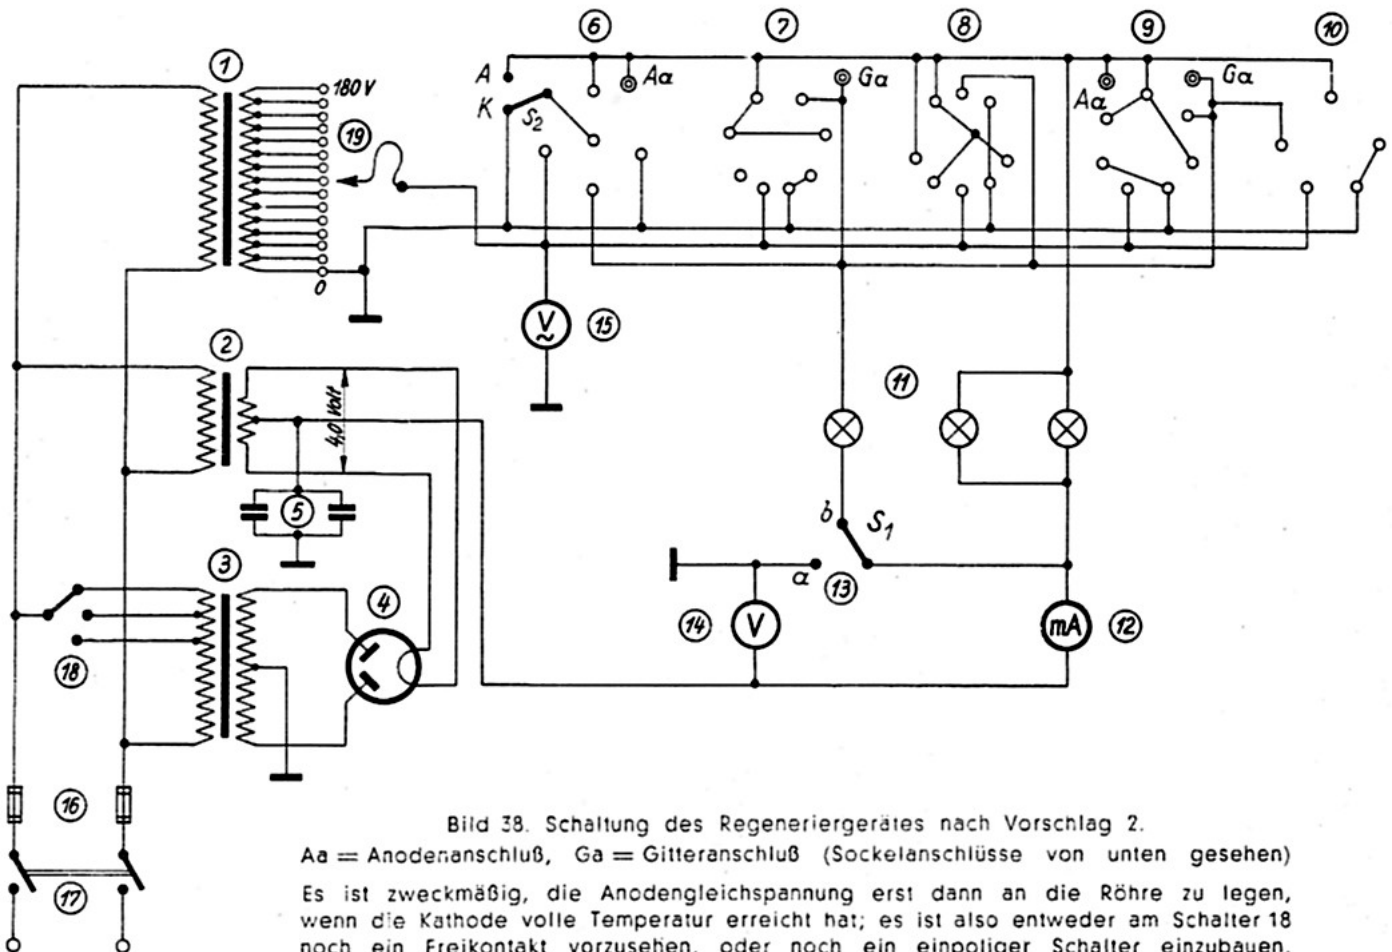 6 7 8 9 10
1
180 V
19
A
K
S2
Aa
Ga
Aa
Ga
0
2
V
~
15
4,0 Volt
11
5
b
S1
3
a
13
4
14
V
mA
12
18
16
17
Bild 38. Schaltung des Regeneriergerätes nach Vorschlag 2.
Aa = Anodenanschluß, Ga = Gitteranschluß (Sockelanschlüsse von unten gesehen)
Es ist zweckmäßig, die Anodengleichspannung erst dann an die Röhre zu legen,
wenn die Kathode volle Temperatur erreicht hat; es ist also entweder am Schalter 18
noch ein Freikontakt vorzusehen, oder noch ein einpoliger Schalter einzubauen.